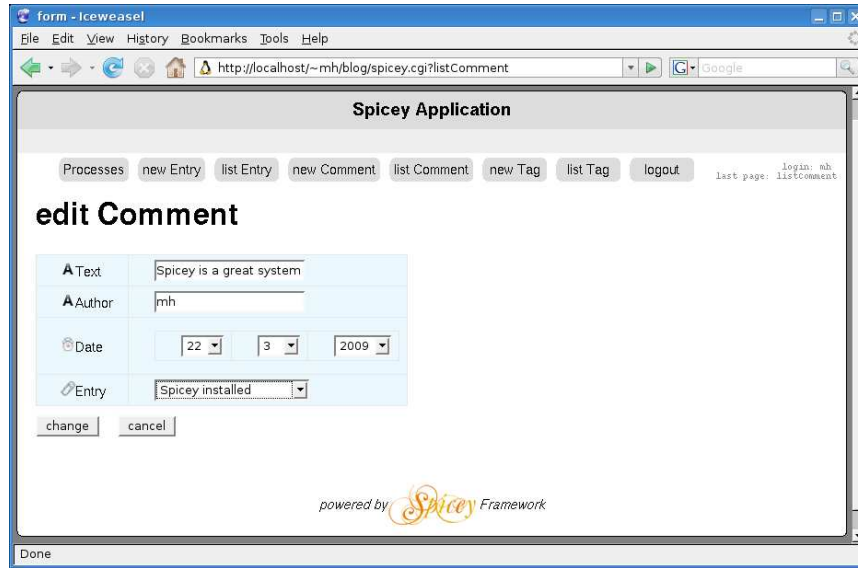 form - Iceweasel
File Edit View History Bookmarks Tools Help
http://localhost/~mh/blog/spicey.cgi?listComment
G Google
Spicey Application
Processes new Entry list Entry new Comment list Comment new Tag list Tag logout
login: mh
last page: listComment
edit Comment
A Text Spicey is a great system
A Author mh
Date 22 3 2009
Entry Spicey installed
change cancel
powered by Spicey Framework
Done